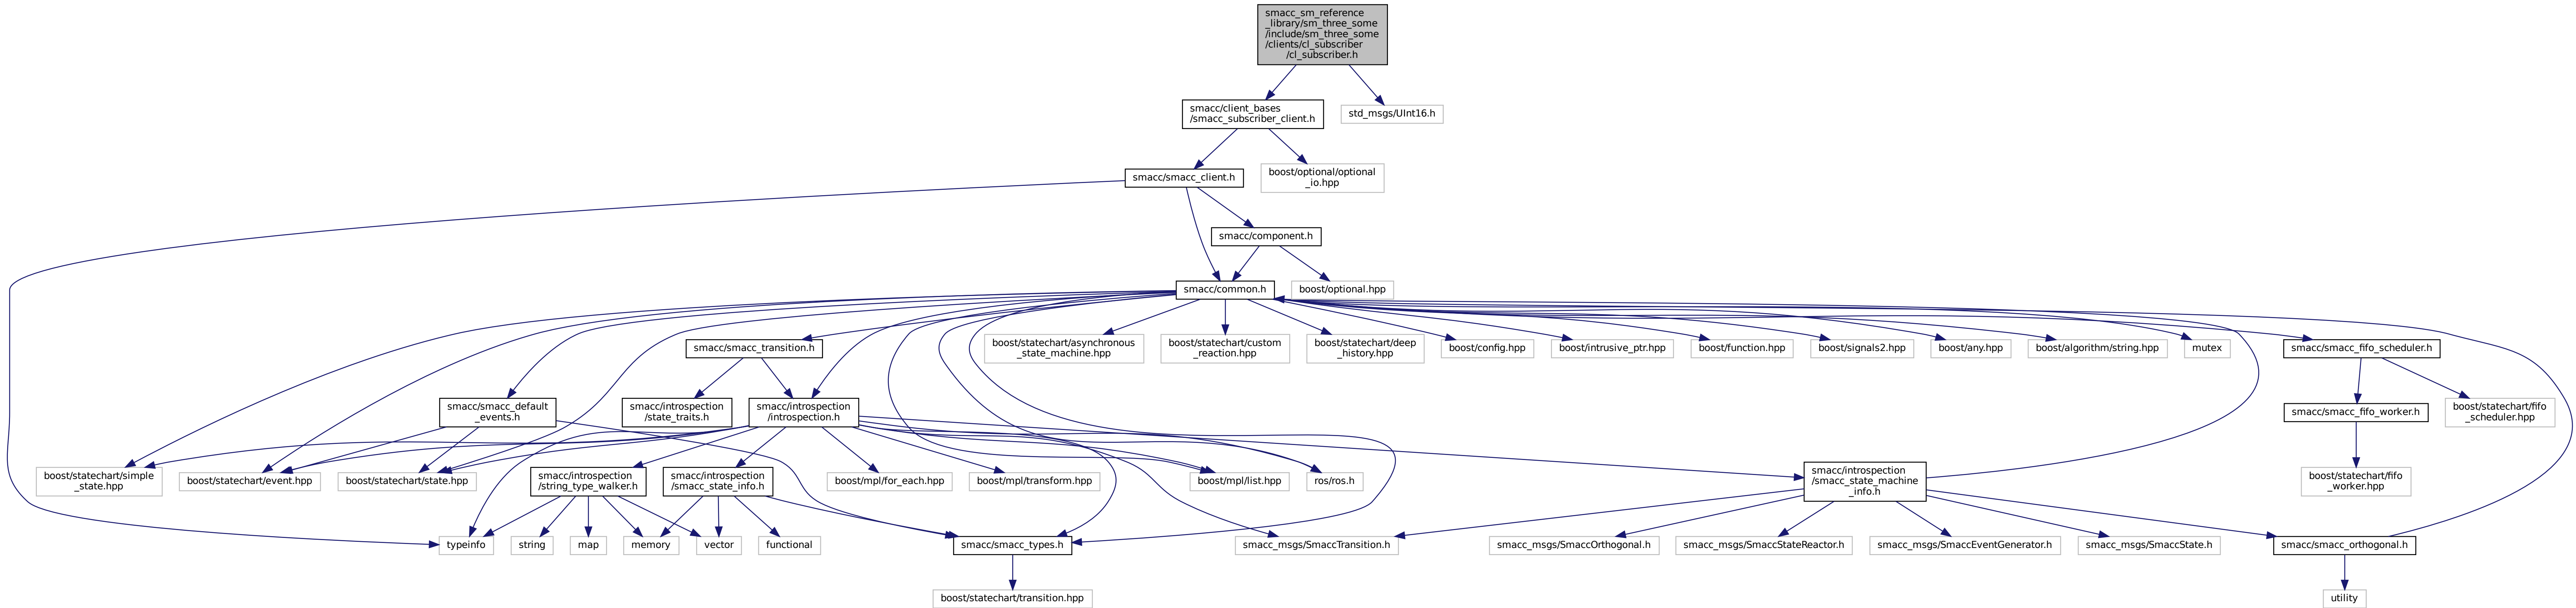 smacc_sm_reference
_library/sm_three_some
/include/sm_three_some
/clients/cl_subscriber
/cl_subscriber.h
smacc/client_bases
/smacc_subscriber_client.h
std_msgs/UInt16.h
smacc/smacc_client.h
boost/optional/optional
_io.hpp
smacc/component.h
smacc/common.h
boost/optional.hpp
smacc/smacc_transition.h
boost/statechart/asynchronous
_state_machine.hpp
boost/statechart/custom
_reaction.hpp
boost/statechart/deep
_history.hpp
boost/config.hpp
boost/intrusive_ptr.hpp
boost/function.hpp
boost/signals2.hpp
boost/any.hpp
boost/algorithm/string.hpp
mutex
smacc/smacc_fifo_scheduler.h
smacc/smacc_default
_events.h
smacc/introspection
/state_traits.h
smacc/introspection
/introspection.h
smacc/smacc_fifo_worker.h
boost/statechart/fifo
_scheduler.hpp
boost/statechart/simple
_state.hpp
boost/statechart/event.hpp
boost/statechart/state.hpp
smacc/introspection
/string_type_walker.h
smacc/introspection
/smacc_state_info.h
boost/mpl/for_each.hpp
boost/mpl/transform.hpp
boost/mpl/list.hpp
ros/ros.h
smacc/introspection
/smacc_state_machine
_info.h
boost/statechart/fifo
_worker.hpp
typeinfo
string
map
memory
vector
functional
smacc/smacc_types.h
smacc_msgs/SmaccTransition.h
smacc_msgs/SmaccOrthogonal.h
smacc_msgs/SmaccStateReactor.h
smacc_msgs/SmaccEventGenerator.h
smacc_msgs/SmaccState.h
smacc/smacc_orthogonal.h
boost/statechart/transition.hpp
utility